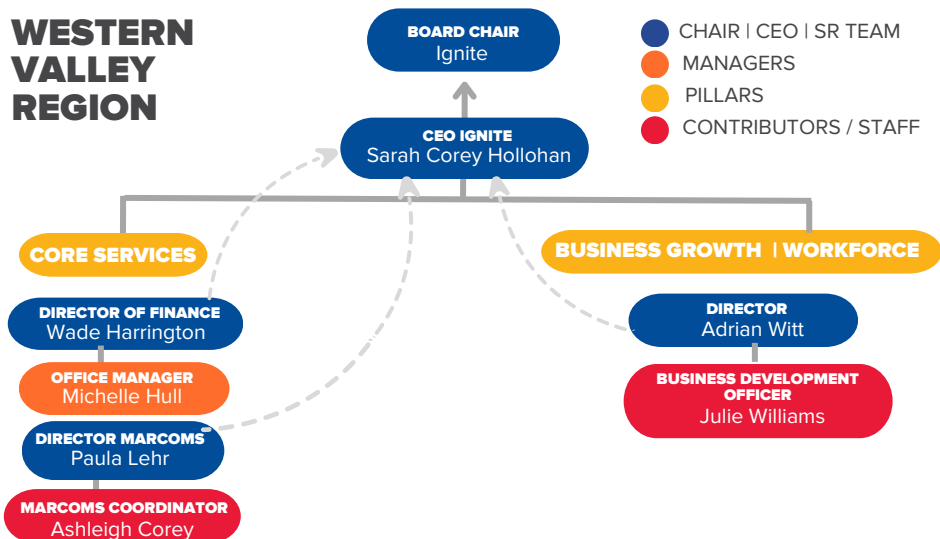 WESTERN
VALLEY
REGION
BOARD CHAIR
Ignite
CEO IGNITE
Sarah Corey Hollohan
CHAIR | CEO | SR TEAM
MANAGERS
PILLARS
CONTRIBUTORS / STAFF
CORE SERVICES
DIRECTOR OF FINANCE
Wade Harrington
OFFICE MANAGER
Michelle Hull
DIRECTOR MARCOMS
Paula Lehr
MARCOMS COORDINATOR
Ashleigh Corey
BUSINESS GROWTH | WORKFORCE
DIRECTOR
Adrian Witt
BUSINESS DEVELOPMENT
OFFICER
Julie Williams